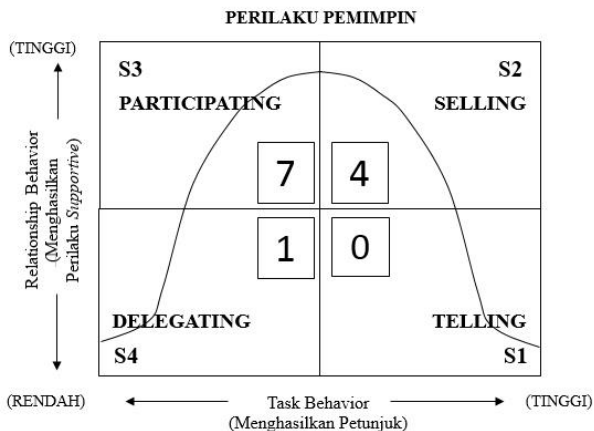 PERILAKU PEMIMPIN
(TINGGI)
S3
S2
PARTICIPATING
SELLING
Relationship Behavior
(Menghasilkan
Perilaku Supportive)
7
4
1
0
DELEGATING
TELLING
S4
S1
(RENDAH)
Task Behavior
(Menghasilkan Petunjuk)
(TINGGI)